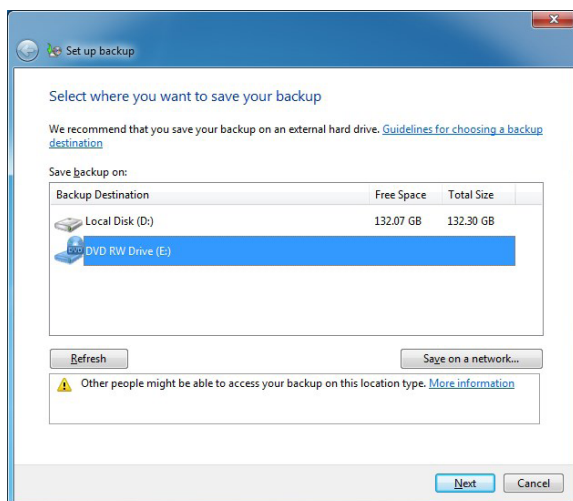 Set up backup
Select where you want to save your backup
We recommend that you save your backup on an external hard drive. Guidelines for choosing a backup
destination
Save backup on:
Backup Destination Free Space Total Size
Local Disk (D:) 132.07 GB 132.30 GB
DVD RW Drive (E:)
Refresh Save on a network...
Other people might be able to access your backup on this location type. More information
Next Cancel